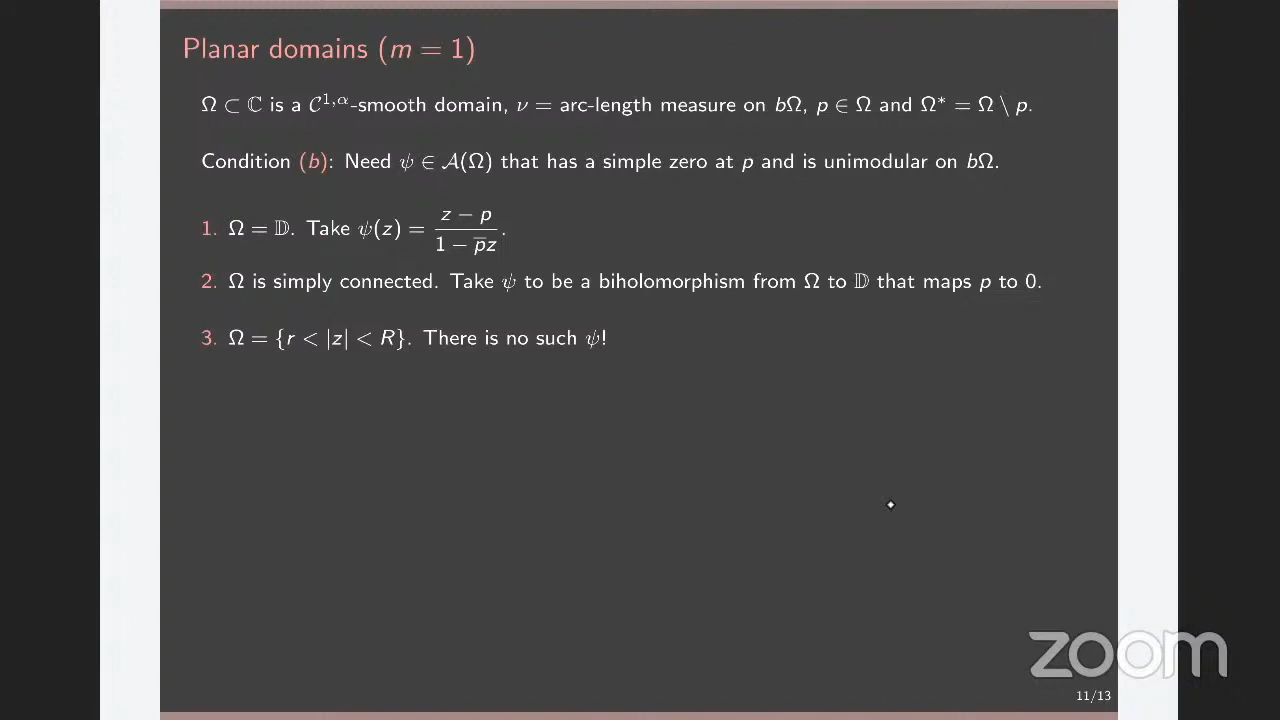 Planar domains (m = 1)
Ω ⊂ ℂ is a 𝒞^{1,α}-smooth domain, ν = arc-length measure on bΩ, p ∈ Ω and Ω* = Ω \ p.
Condition (b): Need ψ ∈ 𝒜(Ω) that has a simple zero at p and is unimodular on bΩ.
1. Ω = 𝔻. Take ψ(z) = \frac{z − p}{1 − \overline{p}z}.
2. Ω is simply connected. Take ψ to be a biholomorphism from Ω to 𝔻 that maps p to 0.
3. Ω = {r < |z| < R}. There is no such ψ!
zoom
11/13